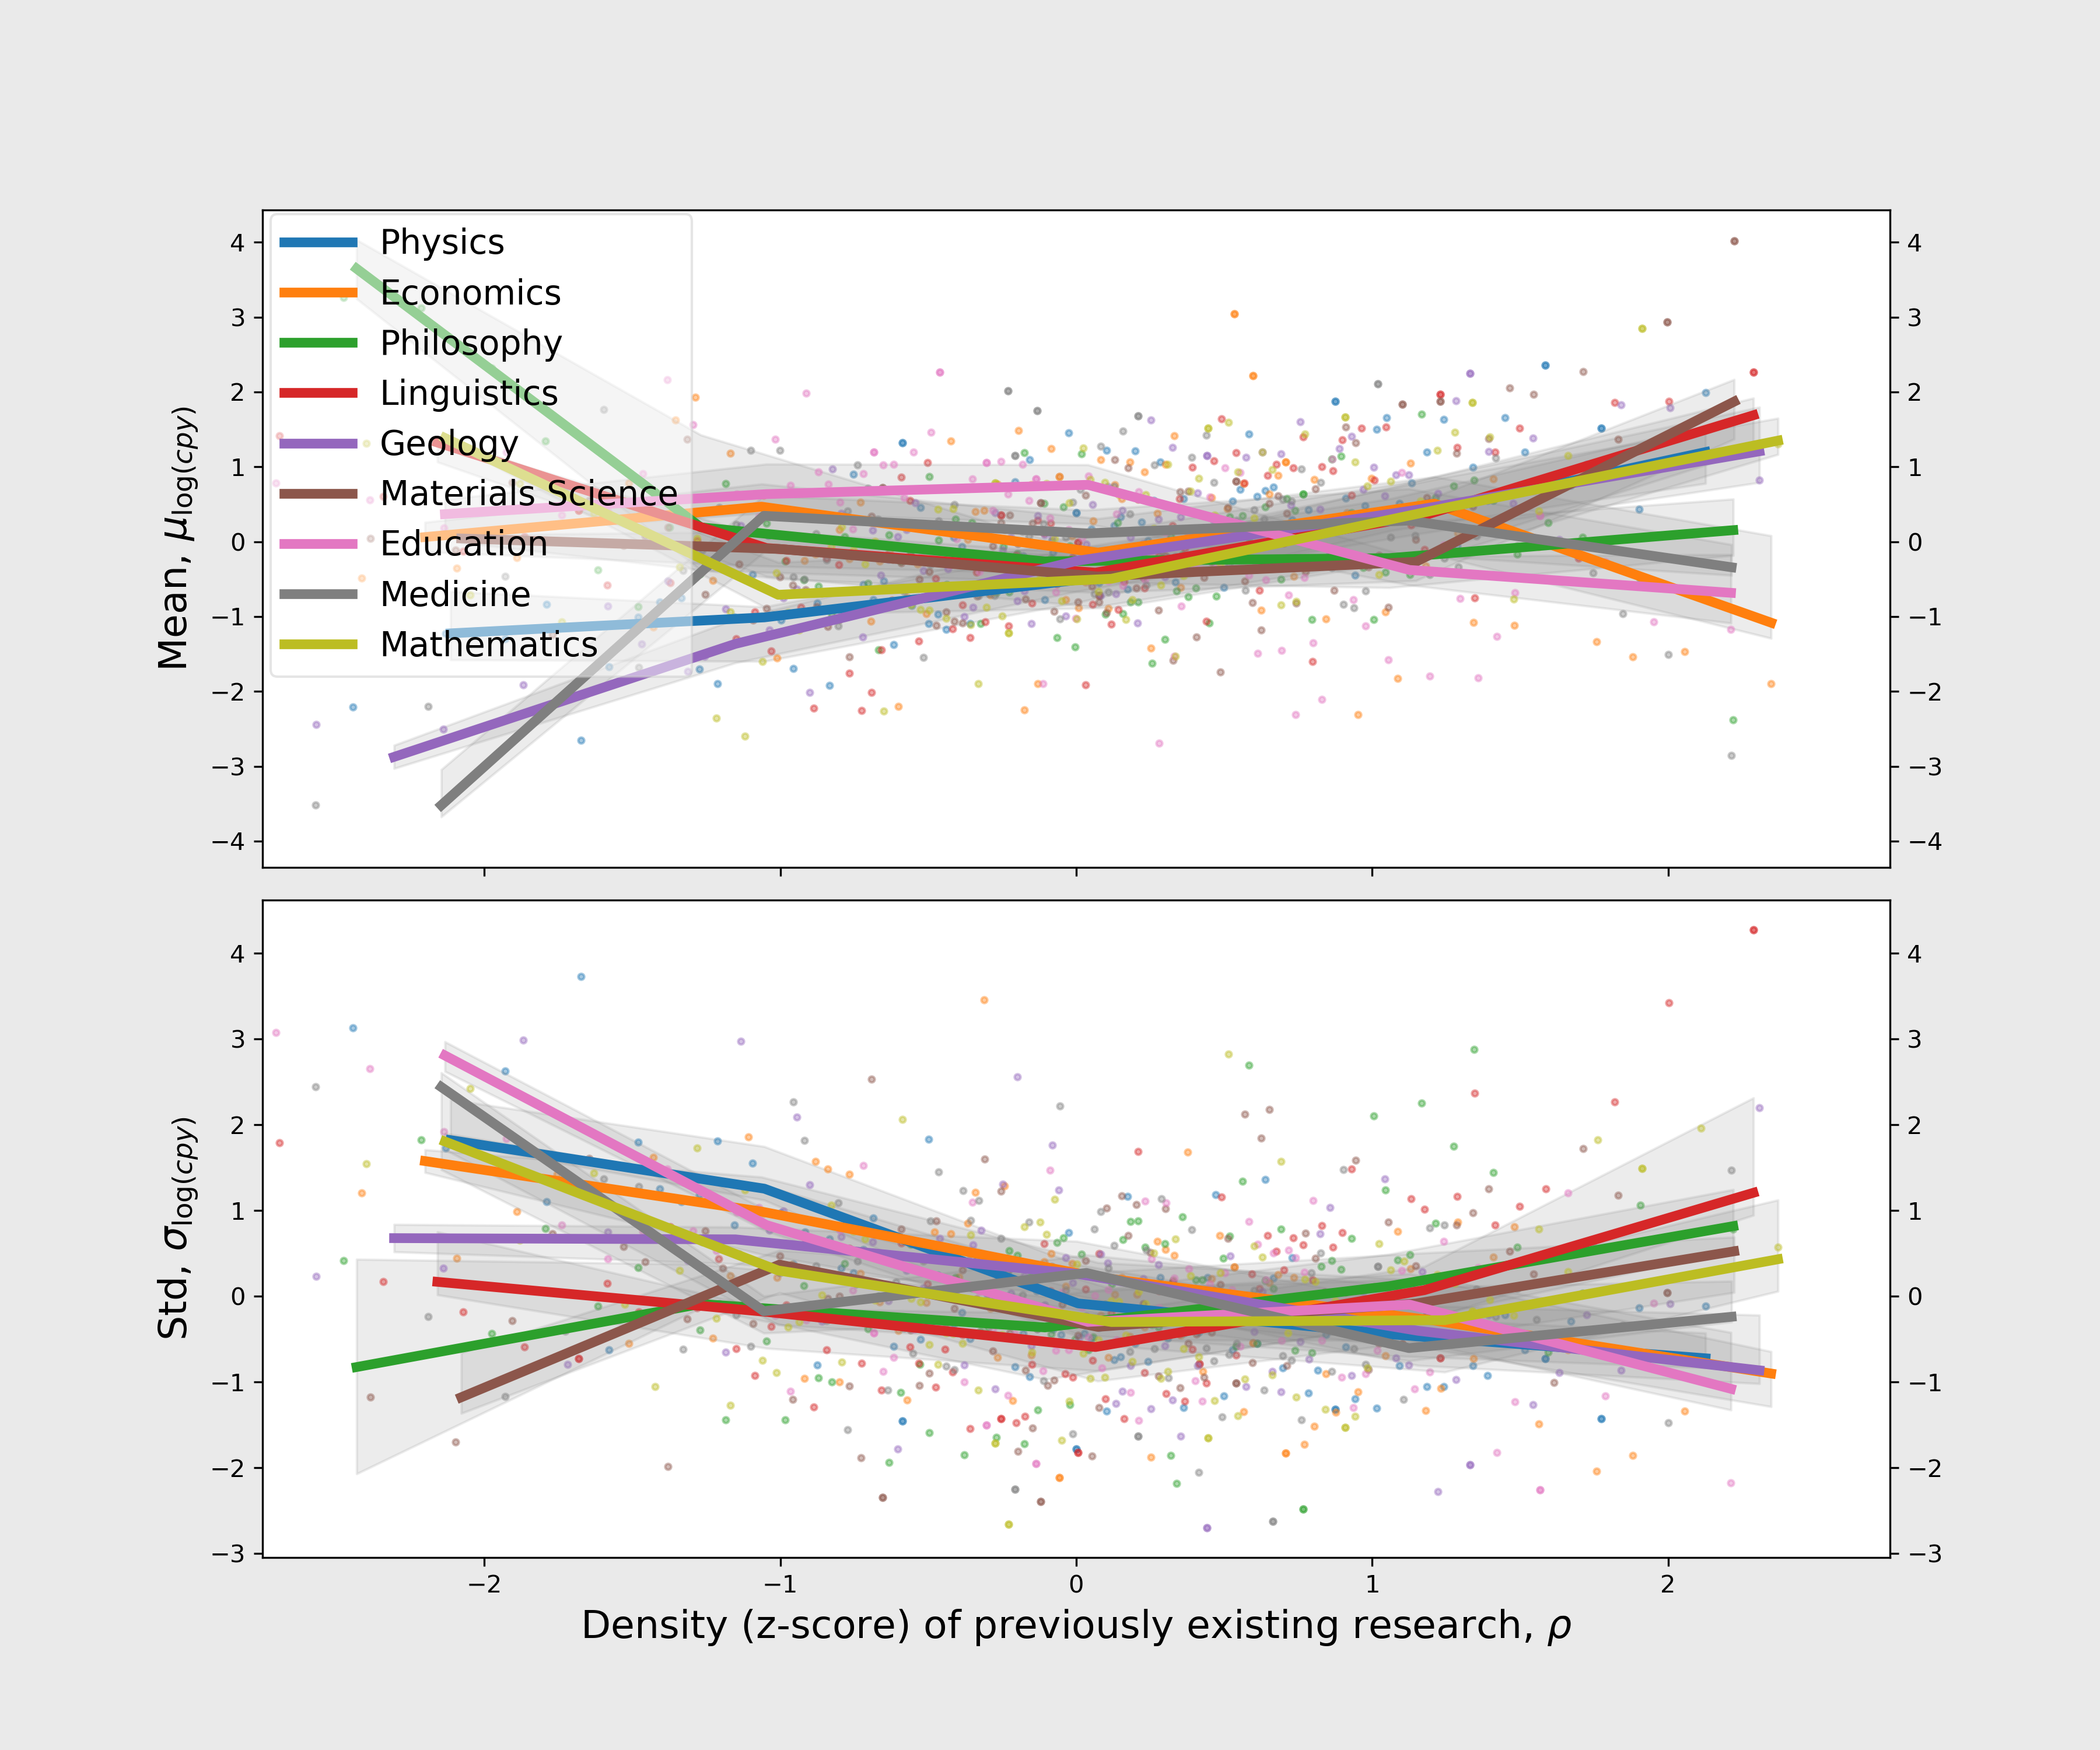 4 4
3 3
2 2
1 1
0 0
−1 −1
−2 −2
−3 −3
−4 −4
Mean, μlog(cpy)
Physics
Economics
Philosophy
Linguistics
Geology
Materials Science
Education
Medicine
Mathematics
4 4
3 3
2 2
1 1
0 0
−1 −1
−2 −2
−3 −3
Std, σlog(cpy)
−2 −1 0 1 2
Density (z-score) of previously existing research, ρ